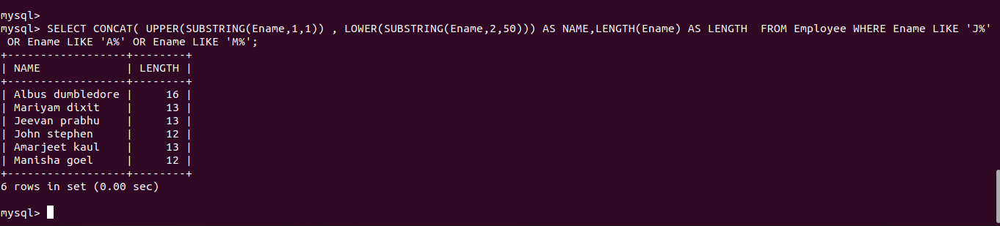 mysql>
mysql> SELECT CONCAT( UPPER(SUBSTRING(Ename,1,1)) , LOWER(SUBSTRING(Ename,2,50))) AS NAME,LENGTH(Ename) AS LENGTH  FROM Employee WHERE Ename LIKE 'J%'
 OR Ename LIKE 'A%' OR Ename LIKE 'M%';
+------------------+--------+
| NAME             | LENGTH |
+------------------+--------+
| Albus dumbledore |     16 |
| Mariyam dixit    |     13 |
| Jeevan prabhu    |     13 |
| John stephen     |     12 |
| Amarjeet kaul    |     13 |
| Manisha goel     |     12 |
+------------------+--------+
6 rows in set (0.00 sec)

mysql>